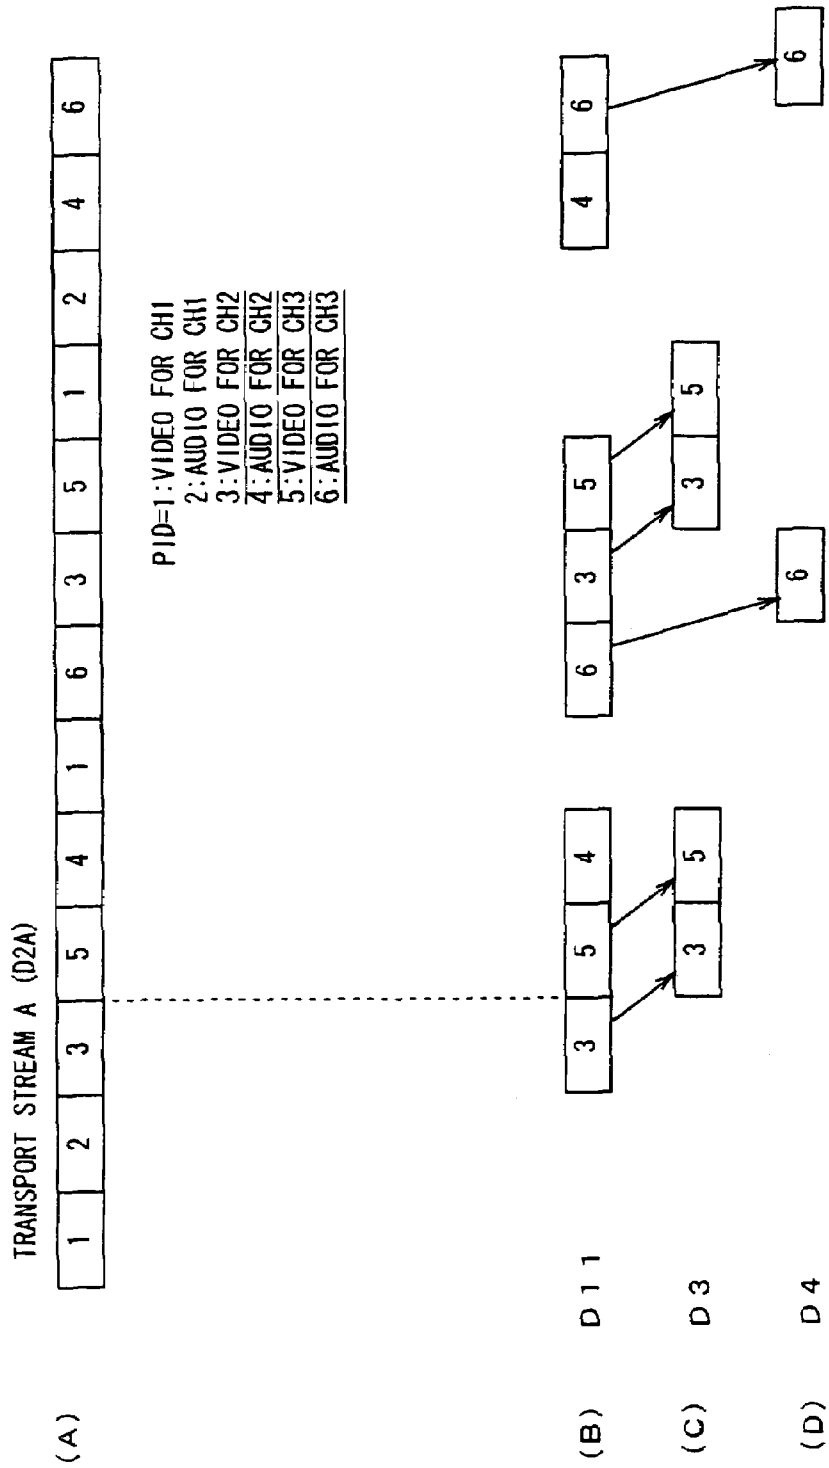 (A)
TRANSPORT STREAM A (D2A)
1 2 3 5 4 1 6 3 5 1 2 4 6
PID=1:VIDEO FOR CH1
2:AUDIO FOR CH1
3:VIDEO FOR CH2
4:AUDIO FOR CH2
5:VIDEO FOR CH3
6:AUDIO FOR CH3
(B) D11 3 5 4 6 3 5 4 6
(C) D3 3 5 3 5
(D) D4 6 6